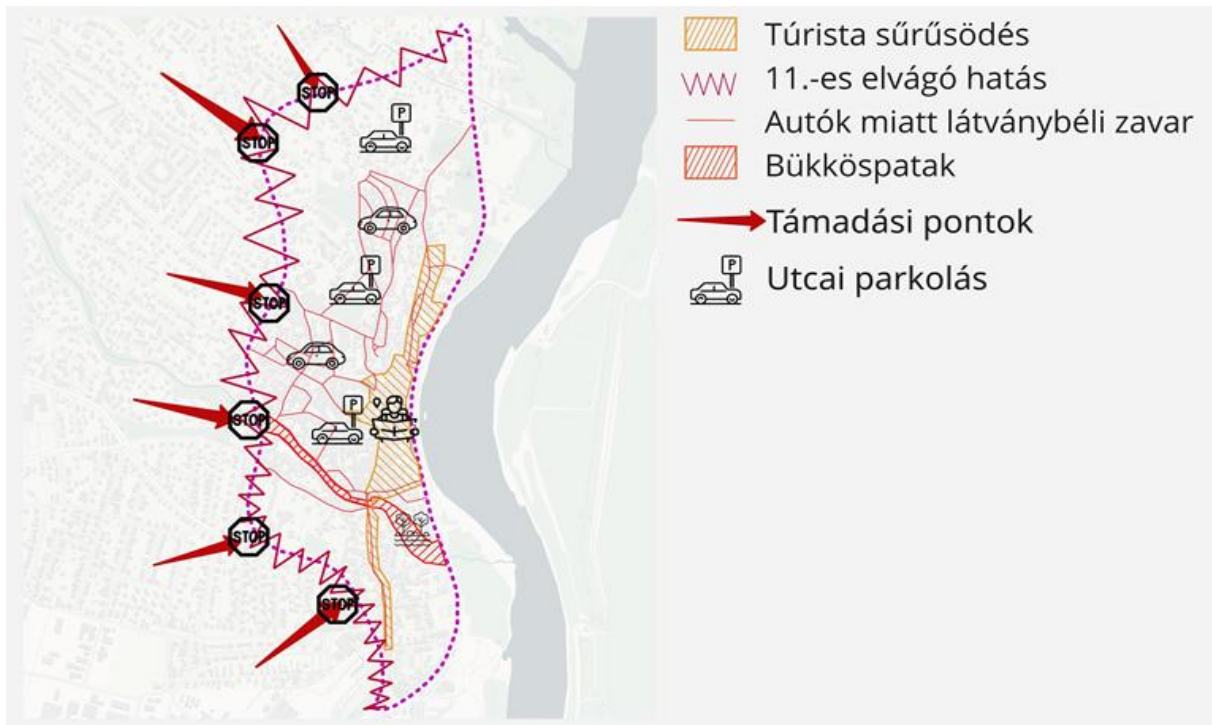 Túrista sűrűsödés
11.-es elvágó hatás
Autók miatt látványbéli zavar
Bükköspatak
Támadási pontok
P
Utcai parkolás
STOP
STOP
P
P
STOP
P
STOP
STOP
STOP